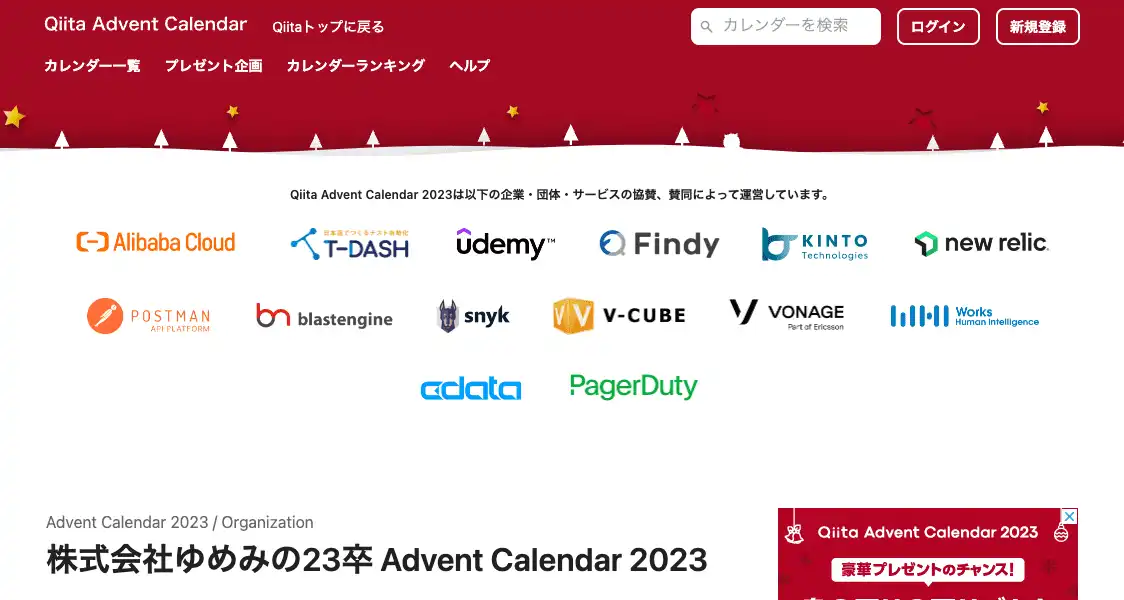 Qiita Advent Calendar Qiitaトップに戻る カレンダーを検索 ログイン 新規登録
カレンダー一覧 プレゼント企画 カレンダーランキング ヘルプ
Qiita Advent Calendar 2023は以下の企業・団体・サービスの協賛、賛同によって運営しています。
Alibaba Cloud
日本語でつくるテスト自動化
T-DASH
udemy™
Findy
KINTO
Technologies
new relic.
POSTMAN
API PLATFORM
blastengine
snyk
V-CUBE
VONAGE
Part of Ericsson
Works
Human Intelligence
cdata
PagerDuty
Advent Calendar 2023 / Organization
株式会社ゆめみの23卒 Advent Calendar 2023
Qiita Advent Calendar 2023
豪華プレゼントのチャンス!